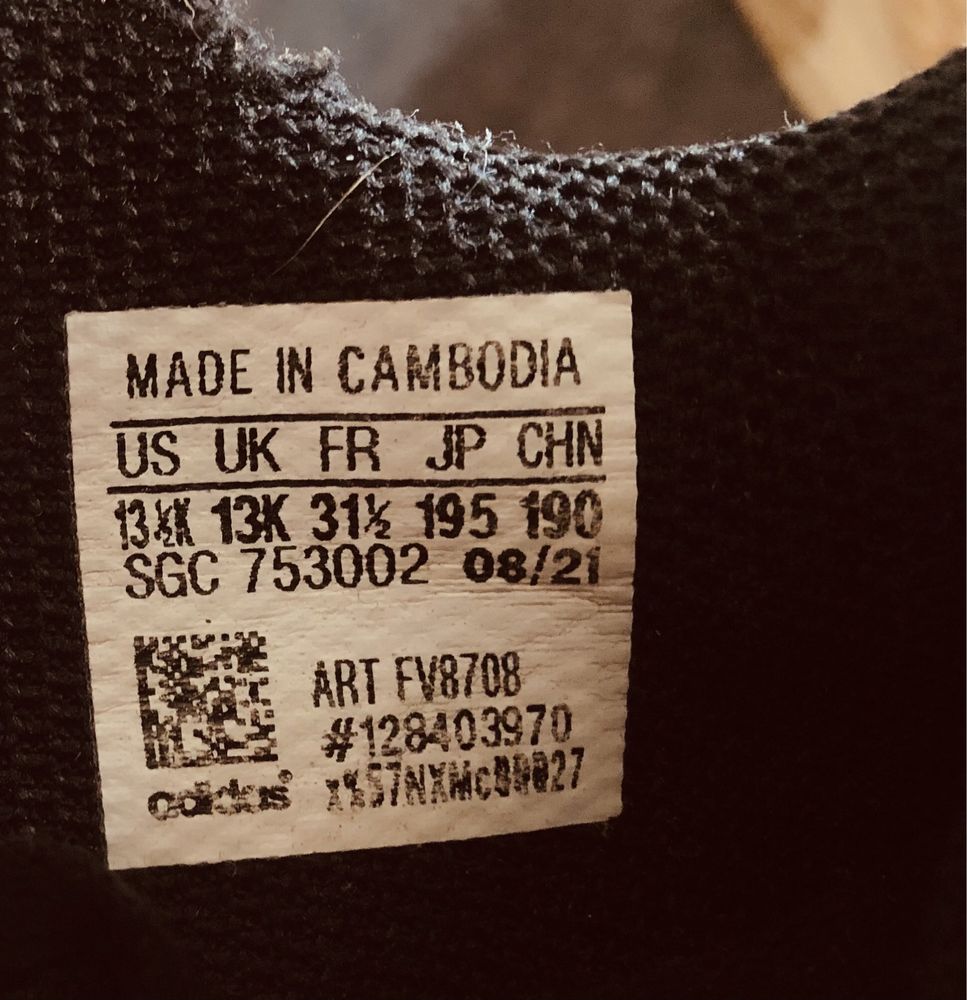 MADE IN CAMBODIA
US UK FR JP CHN
13½K 13K 31½ 195 190
SGC 753002 08/21
ART FV8708
#128403970
adidas